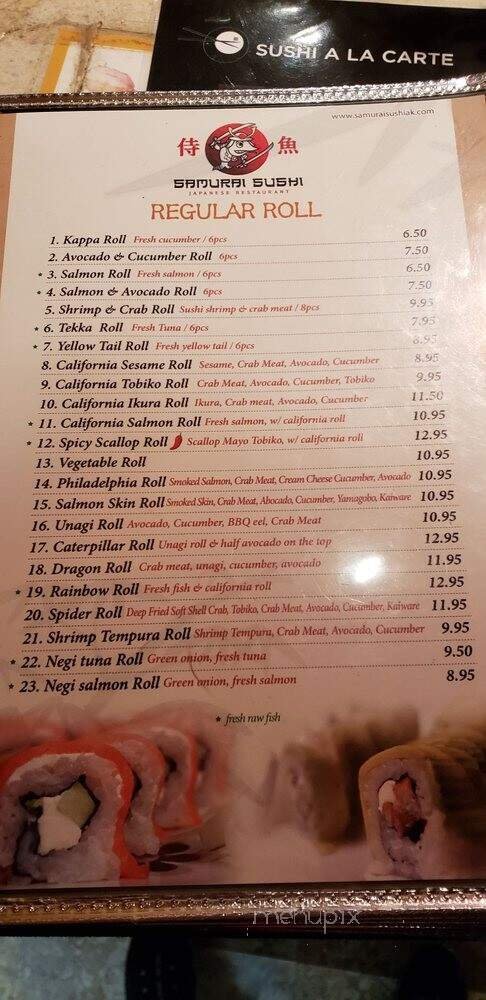 SUSHI A LA CARTE
www.samuraisushiak.com
侍 魚
SAMURAI SUSHI
JAPANESE RESTAURANT
REGULAR ROLL
1. Kappa Roll Fresh cucumber / 6pcs 6.50
2. Avocado & Cucumber Roll 6pcs 7.50
* 3. Salmon Roll Fresh salmon / 6pcs 6.50
* 4. Salmon & Avocado Roll 6pcs 7.50
5. Shrimp & Crab Roll Sushi shrimp & crab meat / 8pcs 9.95
* 6. Tekka Roll Fresh Tuna / 6pcs 7.95
* 7. Yellow Tail Roll Fresh yellow tail / 6pcs 8.95
8. California Sesame Roll Sesame, Crab Meat, Avocado, Cucumber 8.95
9. California Tobiko Roll Crab Meat, Avocado, Cucumber, Tobiko 9.95
10. California Ikura Roll Ikura, Crab meat, Avocado, Cucumber 11.50
* 11. California Salmon Roll Fresh salmon, w/ california roll 10.95
* 12. Spicy Scallop Roll Scallop Mayo Tobiko, w/ california roll 12.95
13. Vegetable Roll 10.95
14. Philadelphia Roll Smoked Salmon, Crab Meat, Cream Cheese Cucumber, Avocado 10.95
15. Salmon Skin Roll Smoked Skin, Crab Meat, Abocado, Cucumber, Yamagobo, Kaiware 10.95
16. Unagi Roll Avocado, Cucumber, BBQ eel, Crab Meat 10.95
17. Caterpillar Roll Unagi roll & half avocado on the top 12.95
18. Dragon Roll Crab meat, unagi, cucumber, avocado 11.95
* 19. Rainbow Roll Fresh fish & california roll 12.95
20. Spider Roll Deep Fried Soft Shell Crab, Tobiko, Crab Meat, Avocado, Cucumber, Kaiware 11.95
21. Shrimp Tempura Roll Shrimp Tempura, Crab Meat, Avocado, Cucumber 9.95
* 22. Negi tuna Roll Green onion, fresh tuna 9.50
* 23. Negi salmon Roll Green onion, fresh salmon 8.95
* fresh raw fish
menupix